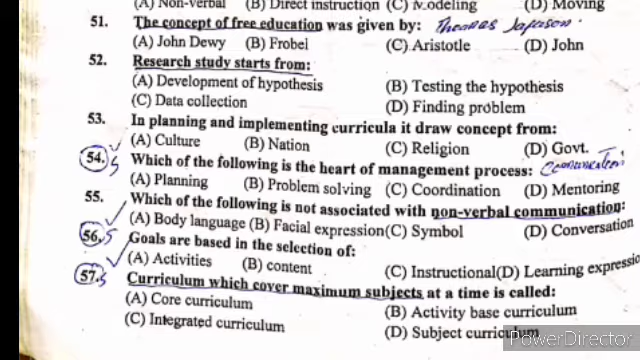 (A) Non-verbal (B) Direct instruction (C) Modeling (D) Moving
51. The concept of free education was given by: Thomas Jaferson.
(A) John Dewy (B) Frobel (C) Aristotle (D) John
52. Research study starts from:
(A) Development of hypothesis (B) Testing the hypothesis
(C) Data collection (D) Finding problem
53. In planning and implementing curricula it draw concept from:
(A) Culture (B) Nation (C) Religion (D) Govt.
54. Which of the following is the heart of management process:
(A) Planning (B) Problem solving (C) Coordination (D) Mentoring
55. Which of the following is not associated with non-verbal communication:
(A) Body language (B) Facial expression (C) Symbol (D) Conversation
56. Goals are based in the selection of:
(A) Activities (B) content (C) Instructional (D) Learning expressio
57. Curriculum which cover maximum subjects at a time is called:
(A) Core curriculum (B) Activity base curriculum
(C) Integrated curriculum (D) Subject curriculum
PowerDirector